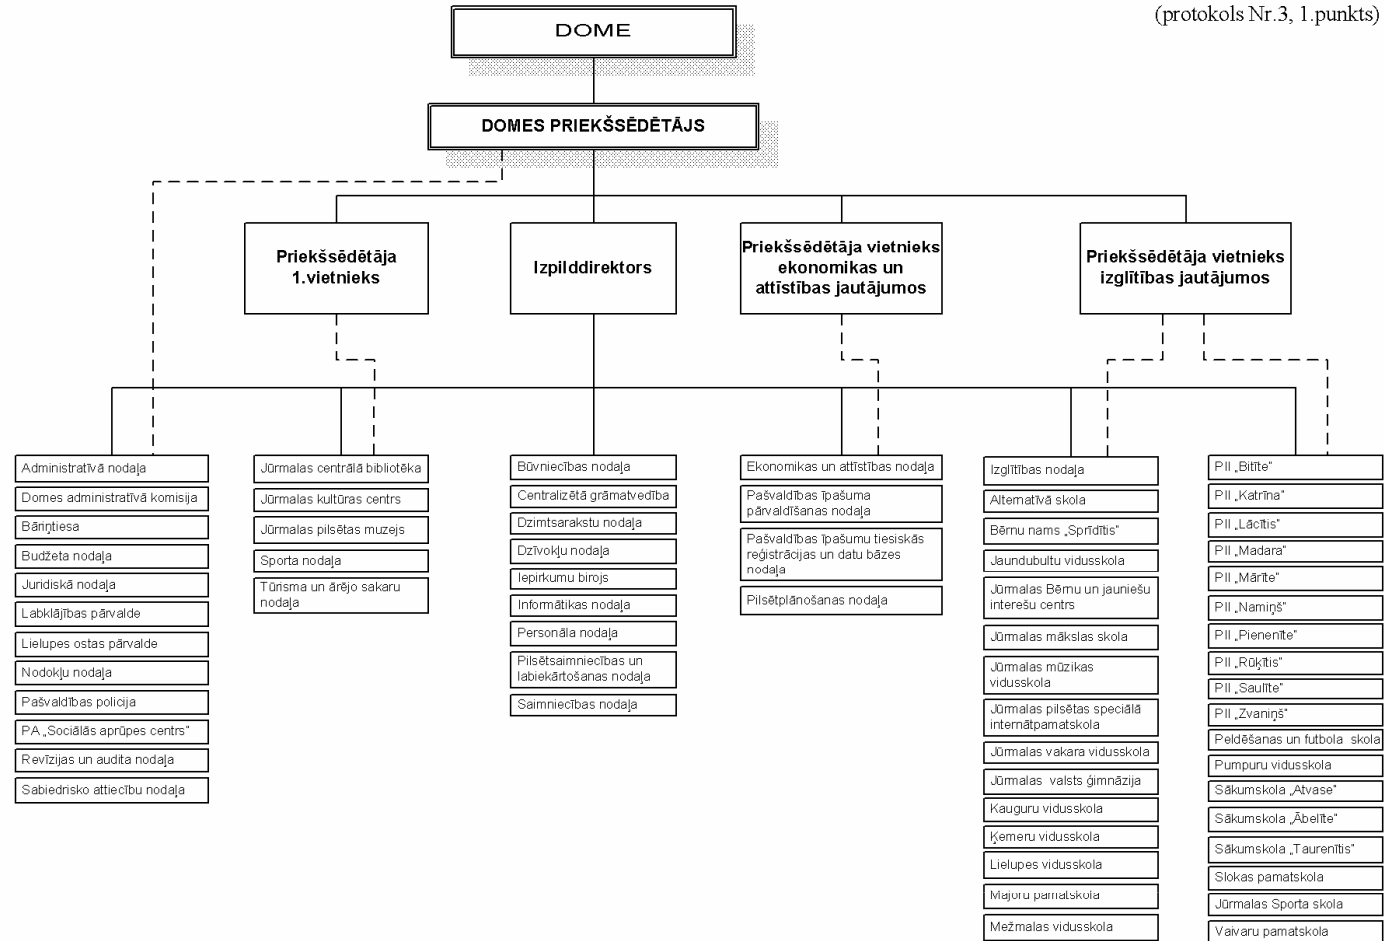 (protokols Nr.3, 1.punkts)
DOME
DOMES PRIEKŠSĒDĒTĀJS
Priekšsēdētāja
1.vietnieks
Izpilddirektors
Priekšsēdētāja vietnieks
ekonomikas un
attīstības jautājumos
Priekšsēdētāja vietnieks
izglītības jautājumos
Administratīvā nodaļa
Domes administratīvā komisija
Bāriņtiesa
Budžeta nodaļa
Juridiskā nodaļa
Labklājības pārvalde
Lielupes ostas pārvalde
Nodokļu nodaļa
Pašvaldības policija
PA „Sociālās aprūpes centrs"
Revīzijas un audita nodaļa
Sabiedrisko attiecību nodaļa
Jūrmalas centrālā bibliotēka
Jūrmalas kultūras centrs
Jūrmalas pilsētas muzejs
Sporta nodaļa
Tūrisma un ārējo sakaru
nodaļa
Būvniecības nodaļa
Centralizētā grāmatvedība
Dzimtsarakstu nodaļa
Dzīvokļu nodaļa
Iepirkumu birojs
Informātikas nodaļa
Personāla nodaļa
Pilsētsaimniecības un
labiekārtošanas nodaļa
Saimniecības nodaļa
Ekonomikas un attīstības nodaļa
Pašvaldības īpašuma
pārvaldīšanas nodaļa
Pašvaldības īpašumu tiesiskās
reģistrācijas un datu bāzes
nodaļa
Pilsētplānošanas nodaļa
Izglītības nodaļa
Alternatīvā skola
Bērnu nams „Sprīdītis"
Jaundubultu vidusskola
Jūrmalas Bērnu un jauniešu
interešu centrs
Jūrmalas mākslas skola
Jūrmalas mūzikas
vidusskola
Jūrmalas pilsētas speciālā
internātpamatskola
Jūrmalas vakara vidusskola
Jūrmalas valsts ģimnāzija
Kauguru vidusskola
Ķemeru vidusskola
Lielupes vidusskola
Majoru pamatskola
Mežmalas vidusskola
PII „Bitīte"
PII „Katrīna"
PII „Lācītis"
PII „Madara"
PII „Mārīte"
PII „Namiņš"
PII „Pienenīte"
PII „Rūķītis"
PII „Saulīte"
PII „Zvaniņš"
Peldēšanas un futbola skola
Pumpuru vidusskola
Sākumskola „Atvase"
Sākumskola „Ābelīte"
Sākumskola „Taurenītis"
Slokas pamatskola
Jūrmalas Sporta skola
Vaivaru pamatskola